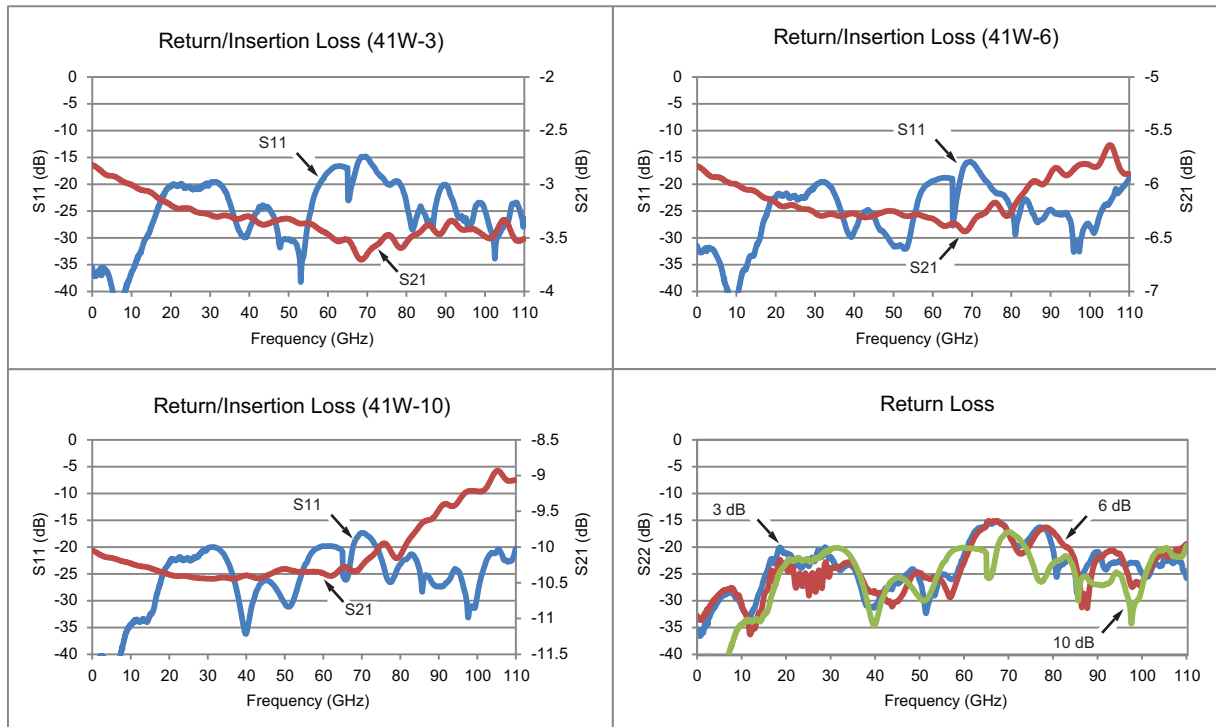 Return/Insertion Loss (41W-3)
0
-5
-10
-15
-20
-25
-30
-35
-40
S11 (dB)
-2
-2.5
-3
-3.5
-4
S21 (dB)
S11
S21
0 10 20 30 40 50 60 70 80 90 100 110
Frequency (GHz)
Return/Insertion Loss (41W-6)
0
-5
-10
-15
-20
-25
-30
-35
-40
S11 (dB)
-5
-5.5
-6
-6.5
-7
S21 (dB)
S11
S21
0 10 20 30 40 50 60 70 80 90 100 110
Frequency (GHz)
Return/Insertion Loss (41W-10)
0
-5
-10
-15
-20
-25
-30
-35
-40
S11 (dB)
-8.5
-9
-9.5
-10
-10.5
-11
-11.5
S21 (dB)
S11
S21
0 10 20 30 40 50 60 70 80 90 100 110
Frequency (GHz)
Return Loss
0
-5
-10
-15
-20
-25
-30
-35
-40
S22 (dB)
3 dB
6 dB
10 dB
0 10 20 30 40 50 60 70 80 90 100 110
Frequency (GHz)